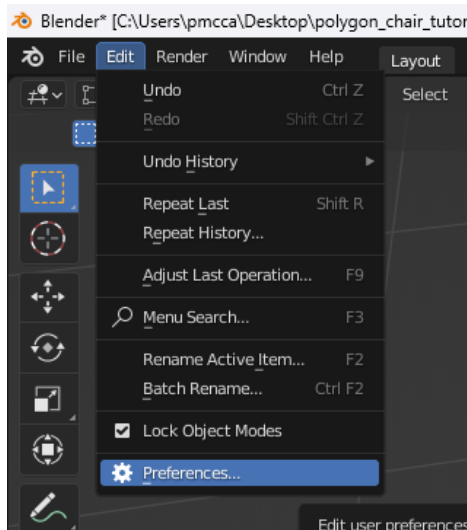 Blender* [C:\Users\pmcca\Desktop\polygon_chair_tutor
File Edit Render Window Help Layout
Undo Ctrl Z Select
Redo Shift Ctrl Z
Undo History
Repeat Last Shift R
Repeat History...
Adjust Last Operation... F9
Menu Search... F3
Rename Active Item... F2
Batch Rename... Ctrl F2
Lock Object Modes
Preferences...
Edit user preferences